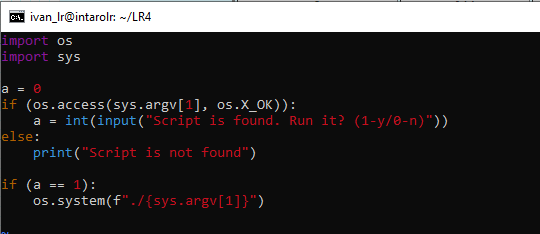 ivan_lr@intarolr: ~/LR4
import os
import sys

a = 0
if (os.access(sys.argv[1], os.X_OK)):
    a = int(input("Script is found. Run it? (1-y/0-n)"))
else:
    print("Script is not found")

if (a == 1):
    os.system(f"./{sys.argv[1]}")